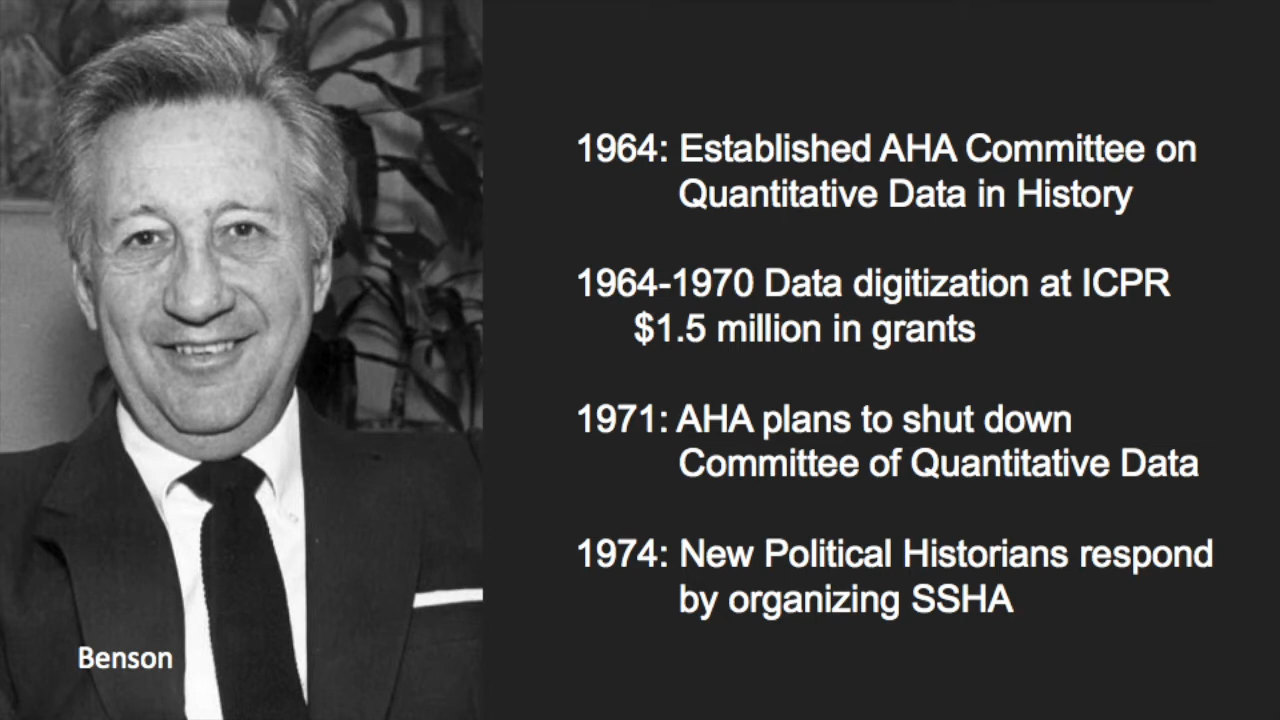 1964: Established AHA Committee on
Quantitative Data in History
1964-1970 Data digitization at ICPR
$1.5 million in grants
1971: AHA plans to shut down
Committee of Quantitative Data
1974: New Political Historians respond
by organizing SSHA
Benson